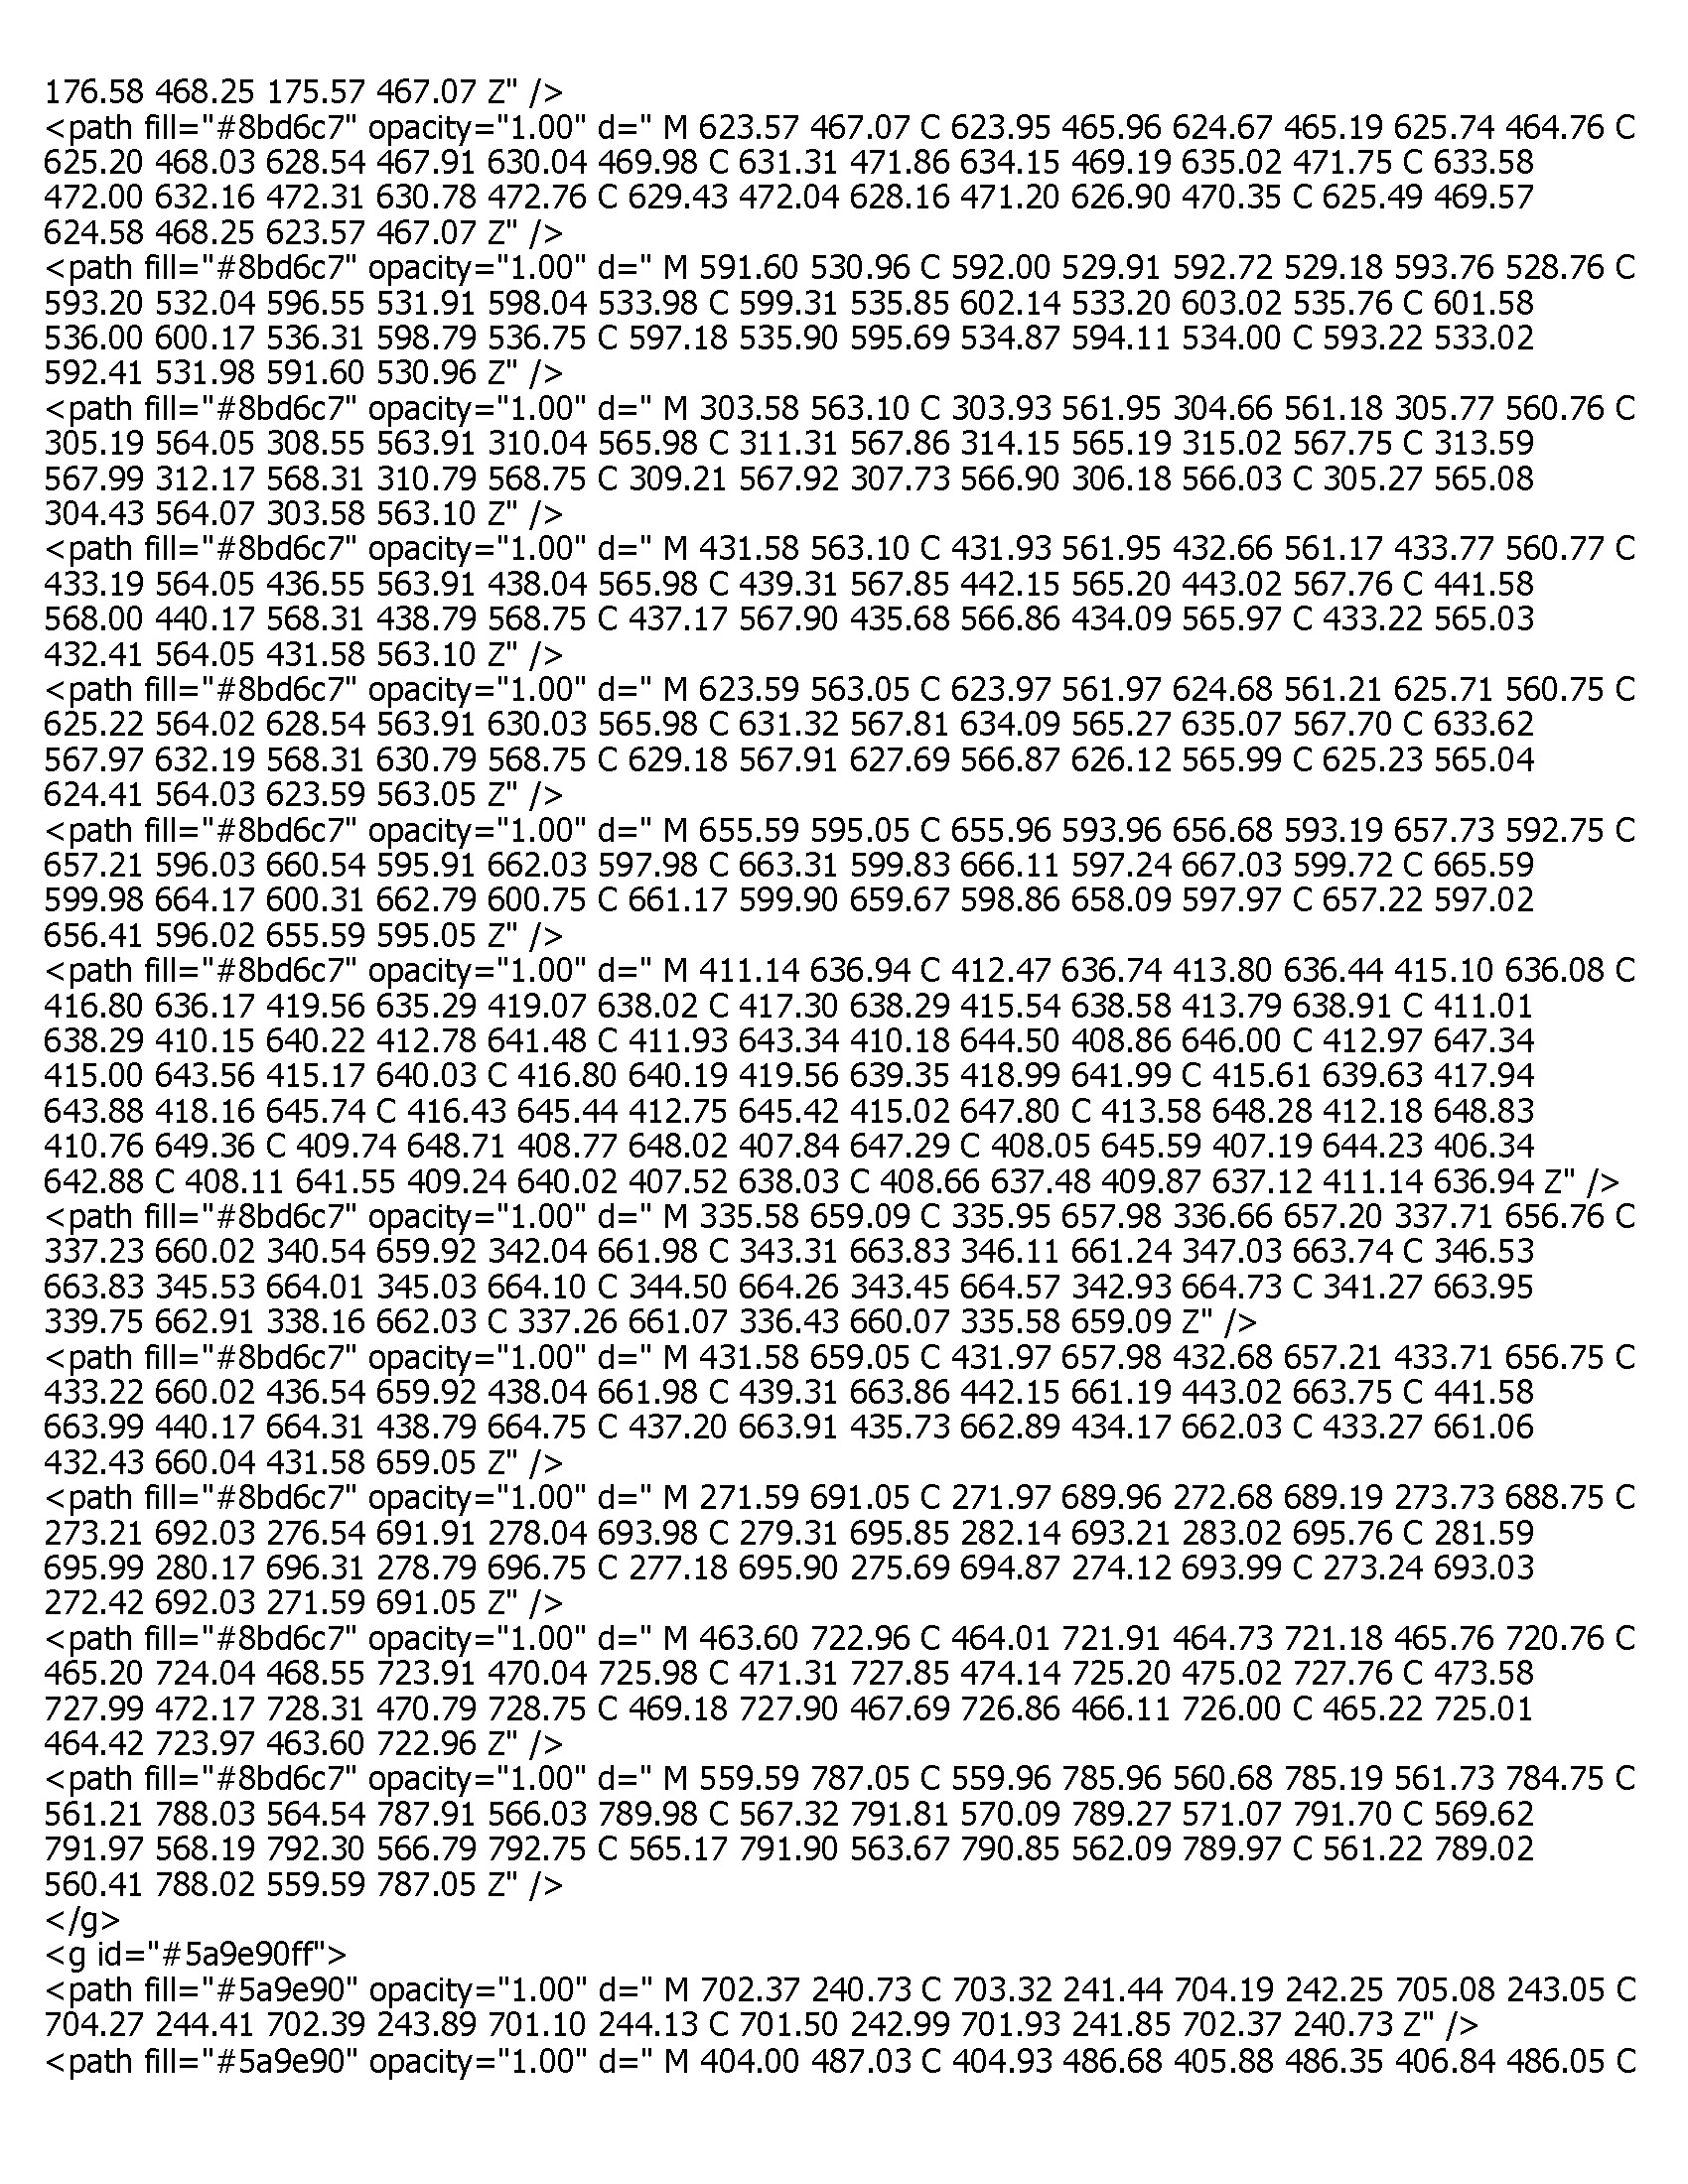 176.58 468.25 175.57 467.07 Z" />
<path fill="#8bd6c7" opacity="1.00" d=" M 623.57 467.07 C 623.95 465.96 624.67 465.19 625.74 464.76 C
625.20 468.03 628.54 467.91 630.04 469.98 C 631.31 471.86 634.15 469.19 635.02 471.75 C 633.58
472.00 632.16 472.31 630.78 472.76 C 629.43 472.04 628.16 471.20 626.90 470.35 C 625.49 469.57
624.58 468.25 623.57 467.07 Z" />
<path fill="#8bd6c7" opacity="1.00" d=" M 591.60 530.96 C 592.00 529.91 592.72 529.18 593.76 528.76 C
593.20 532.04 596.55 531.91 598.04 533.98 C 599.31 535.85 602.14 533.20 603.02 535.76 C 601.58
536.00 600.17 536.31 598.79 536.75 C 597.18 535.90 595.69 534.87 594.11 534.00 C 593.22 533.02
592.41 531.98 591.60 530.96 Z" />
<path fill="#8bd6c7" opacity="1.00" d=" M 303.58 563.10 C 303.93 561.95 304.66 561.18 305.77 560.76 C
305.19 564.05 308.55 563.91 310.04 565.98 C 311.31 567.86 314.15 565.19 315.02 567.75 C 313.59
567.99 312.17 568.31 310.79 568.75 C 309.21 567.92 307.73 566.90 306.18 566.03 C 305.27 565.08
304.43 564.07 303.58 563.10 Z" />
<path fill="#8bd6c7" opacity="1.00" d=" M 431.58 563.10 C 431.93 561.95 432.66 561.17 433.77 560.77 C
433.19 564.05 436.55 563.91 438.04 565.98 C 439.31 567.85 442.15 565.20 443.02 567.76 C 441.58
568.00 440.17 568.31 438.79 568.75 C 437.17 567.90 435.68 566.86 434.09 565.97 C 433.22 565.03
432.41 564.05 431.58 563.10 Z" />
<path fill="#8bd6c7" opacity="1.00" d=" M 623.59 563.05 C 623.97 561.97 624.68 561.21 625.71 560.75 C
625.22 564.02 628.54 563.91 630.03 565.98 C 631.32 567.81 634.09 565.27 635.07 567.70 C 633.62
567.97 632.19 568.31 630.79 568.75 C 629.18 567.91 627.69 566.87 626.12 565.99 C 625.23 565.04
624.41 564.03 623.59 563.05 Z" />
<path fill="#8bd6c7" opacity="1.00" d=" M 655.59 595.05 C 655.96 593.96 656.68 593.19 657.73 592.75 C
657.21 596.03 660.54 595.91 662.03 597.98 C 663.31 599.83 666.11 597.24 667.03 599.72 C 665.59
599.98 664.17 600.31 662.79 600.75 C 661.17 599.90 659.67 598.86 658.09 597.97 C 657.22 597.02
656.41 596.02 655.59 595.05 Z" />
<path fill="#8bd6c7" opacity="1.00" d=" M 411.14 636.94 C 412.47 636.74 413.80 636.44 415.10 636.08 C
416.80 636.17 419.56 635.29 419.07 638.02 C 417.30 638.29 415.54 638.58 413.79 638.91 C 411.01
638.29 410.15 640.22 412.78 641.48 C 411.93 643.34 410.18 644.50 408.86 646.00 C 412.97 647.34
415.00 643.56 415.17 640.03 C 416.80 640.19 419.56 639.35 418.99 641.99 C 415.61 639.63 417.94
643.88 418.16 645.74 C 416.43 645.44 412.75 645.42 415.02 647.80 C 413.58 648.28 412.18 648.83
410.76 649.36 C 409.74 648.71 408.77 648.02 407.84 647.29 C 408.05 645.59 407.19 644.23 406.34
642.88 C 408.11 641.55 409.24 640.02 407.52 638.03 C 408.66 637.48 409.87 637.12 411.14 636.94 Z" />
<path fill="#8bd6c7" opacity="1.00" d=" M 335.58 659.09 C 335.95 657.98 336.66 657.20 337.71 656.76 C
337.23 660.02 340.54 659.92 342.04 661.98 C 343.31 663.83 346.11 661.24 347.03 663.74 C 346.53
663.83 345.53 664.01 345.03 664.10 C 344.50 664.26 343.45 664.57 342.93 664.73 C 341.27 663.95
339.75 662.91 338.16 662.03 C 337.26 661.07 336.43 660.07 335.58 659.09 Z" />
<path fill="#8bd6c7" opacity="1.00" d=" M 431.58 659.05 C 431.97 657.98 432.68 657.21 433.71 656.75 C
433.22 660.02 436.54 659.92 438.04 661.98 C 439.31 663.86 442.15 661.19 443.02 663.75 C 441.58
663.99 440.17 664.31 438.79 664.75 C 437.20 663.91 435.73 662.89 434.17 662.03 C 433.27 661.06
432.43 660.04 431.58 659.05 Z" />
<path fill="#8bd6c7" opacity="1.00" d=" M 271.59 691.05 C 271.97 689.96 272.68 689.19 273.73 688.75 C
273.21 692.03 276.54 691.91 278.04 693.98 C 279.31 695.85 282.14 693.21 283.02 695.76 C 281.59
695.99 280.17 696.31 278.79 696.75 C 277.18 695.90 275.69 694.87 274.12 693.99 C 273.24 693.03
272.42 692.03 271.59 691.05 Z" />
<path fill="#8bd6c7" opacity="1.00" d=" M 463.60 722.96 C 464.01 721.91 464.73 721.18 465.76 720.76 C
465.20 724.04 468.55 723.91 470.04 725.98 C 471.31 727.85 474.14 725.20 475.02 727.76 C 473.58
727.99 472.17 728.31 470.79 728.75 C 469.18 727.90 467.69 726.86 466.11 726.00 C 465.22 725.01
464.42 723.97 463.60 722.96 Z" />
<path fill="#8bd6c7" opacity="1.00" d=" M 559.59 787.05 C 559.96 785.96 560.68 785.19 561.73 784.75 C
561.21 788.03 564.54 787.91 566.03 789.98 C 567.32 791.81 570.09 789.27 571.07 791.70 C 569.62
791.97 568.19 792.30 566.79 792.75 C 565.17 791.90 563.67 790.85 562.09 789.97 C 561.22 789.02
560.41 788.02 559.59 787.05 Z" />
</g>
<g id="#5a9e90ff">
<path fill="#5a9e90" opacity="1.00" d=" M 702.37 240.73 C 703.32 241.44 704.19 242.25 705.08 243.05 C
704.27 244.41 702.39 243.89 701.10 244.13 C 701.50 242.99 701.93 241.85 702.37 240.73 Z" />
<path fill="#5a9e90" opacity="1.00" d=" M 404.00 487.03 C 404.93 486.68 405.88 486.35 406.84 486.05 C